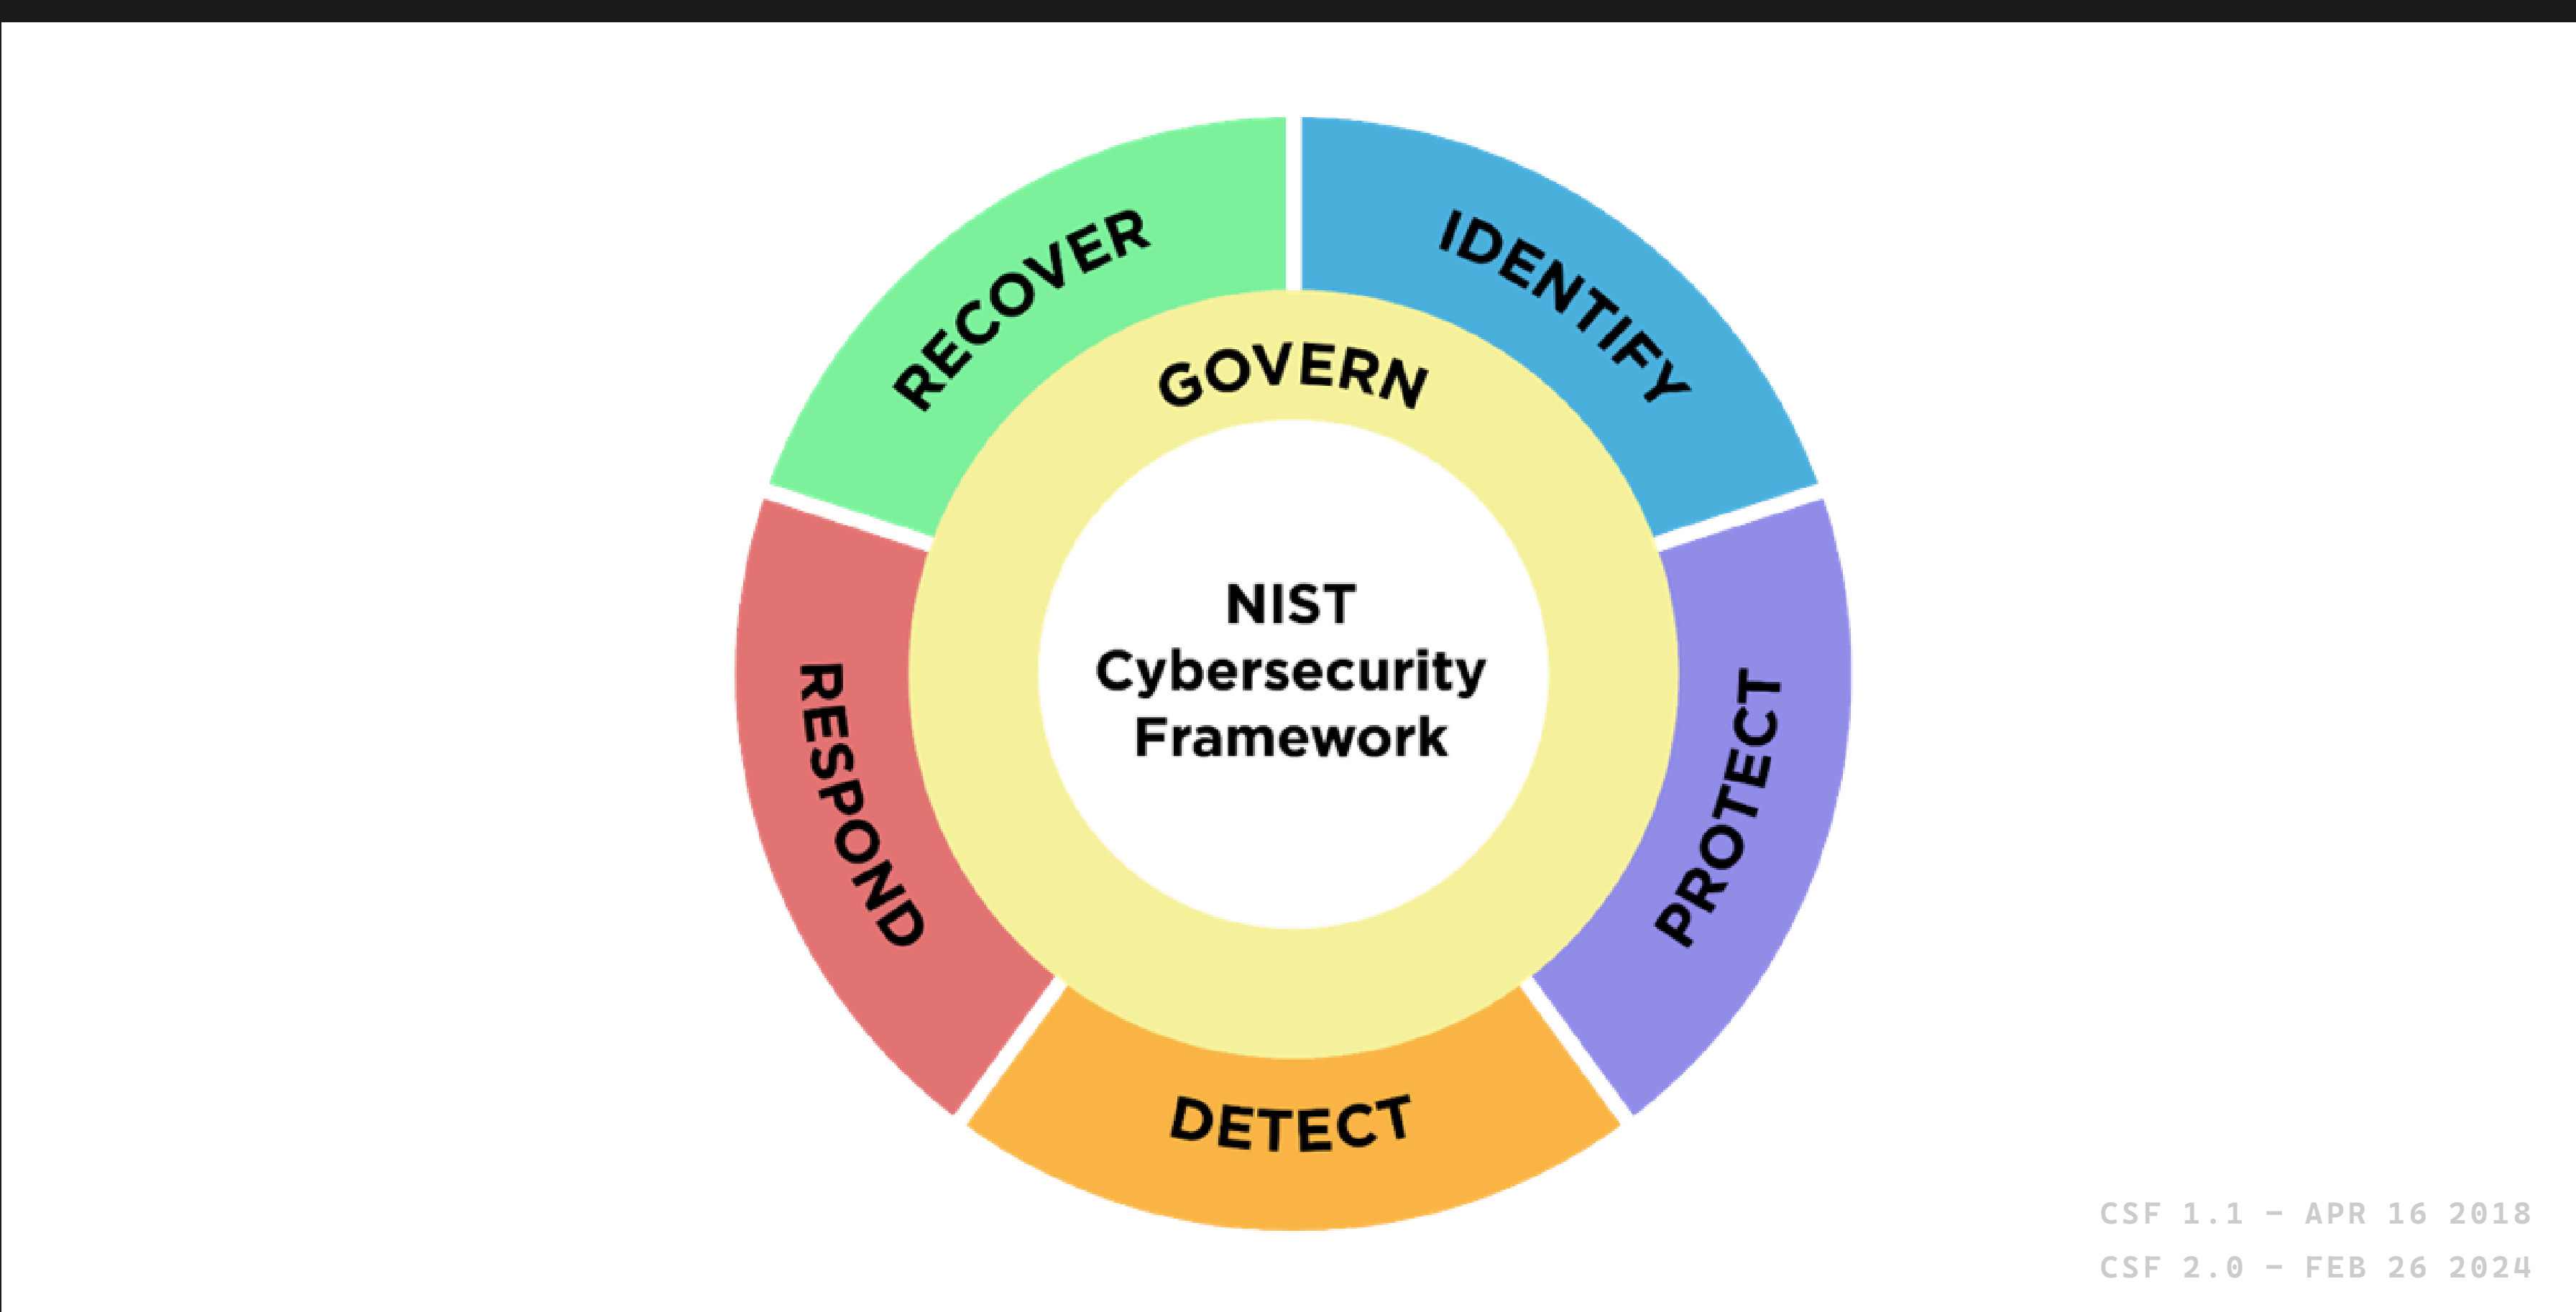 RECOVER
IDENTIFY
GOVERN
NIST
Cybersecurity
Framework
RESPOND
PROTECT
DETECT
CSF 1.1 – APR 16 2018
CSF 2.0 – FEB 26 2024